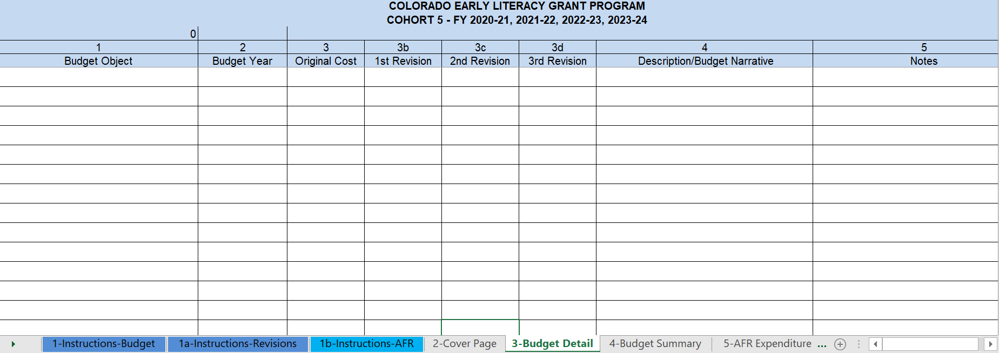 COLORADO EARLY LITERACY GRANT PROGRAM
COHORT 5 - FY 2020-21, 2021-22, 2022-23, 2023-24
0
1 2 3 3b 3c 3d 4 5
Budget Object Budget Year Original Cost 1st Revision 2nd Revision 3rd Revision Description/Budget Narrative Notes
1-Instructions-Budget 1a-Instructions-Revisions 1b-Instructions-AFR 2-Cover Page 3-Budget Detail 4-Budget Summary 5-AFR Expenditure ...